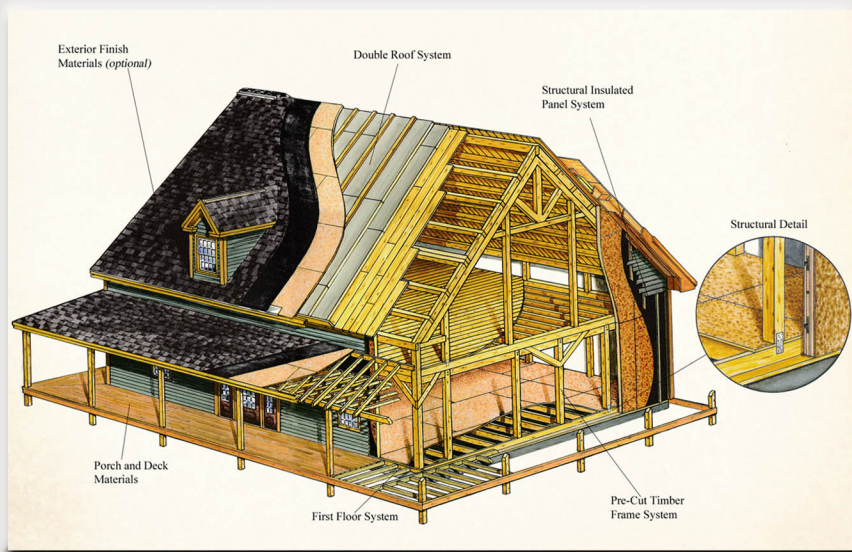 Exterior Finish
Materials (optional)
Double Roof System
Structural Insulated
Panel System
Structural Detail
Porch and Deck
Materials
First Floor System
Pre-Cut Timber
Frame System